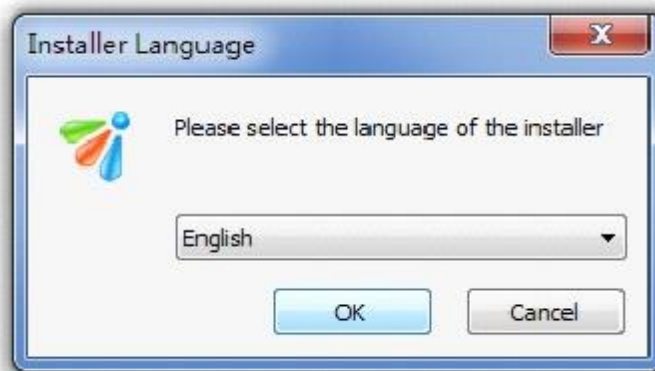 Installer Language
X
Please select the language of the installer
English
OK
Cancel